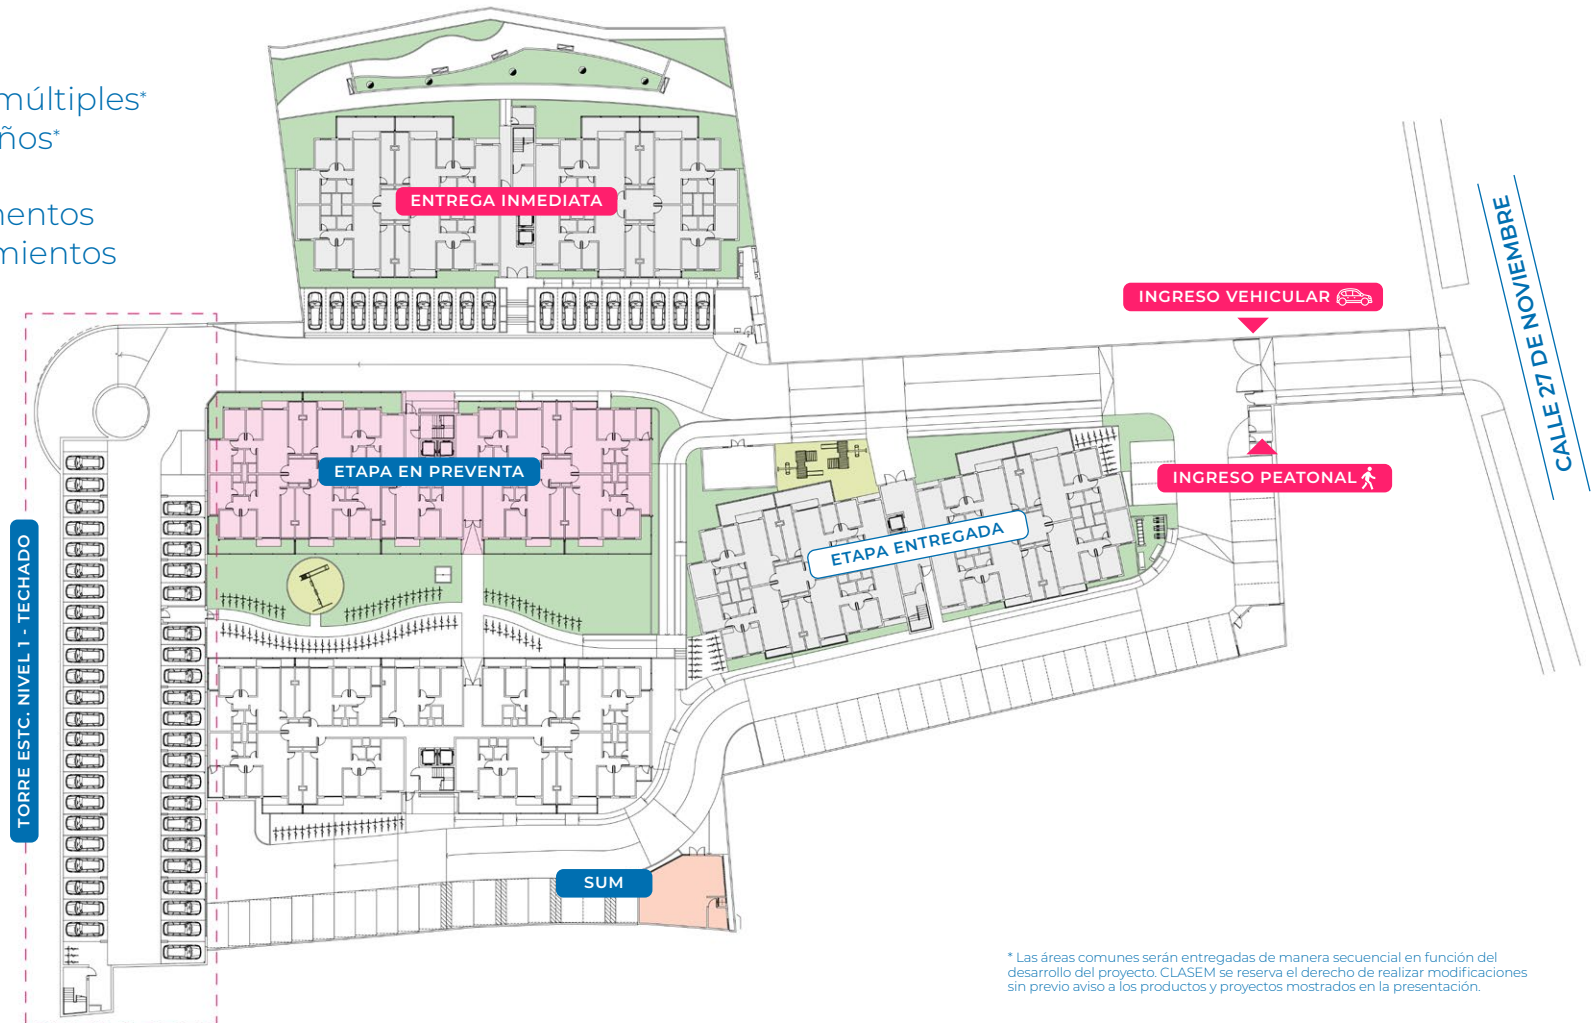 múltiples*
ños*
mentos
mientos
ENTREGA INMEDIATA
INGRESO VEHICULAR
CALLE 27 DE NOVIEMBRE
ETAPA EN PREVENTA
INGRESO PEATONAL
ETAPA ENTREGADA
TORRE ESTC. NIVEL 1 - TECHADO
SUM
* Las áreas comunes serán entregadas de manera secuencial en función del
desarrollo del proyecto. CLASEM se reserva el derecho de realizar modificaciones
sin previo aviso a los productos y proyectos mostrados en la presentación.